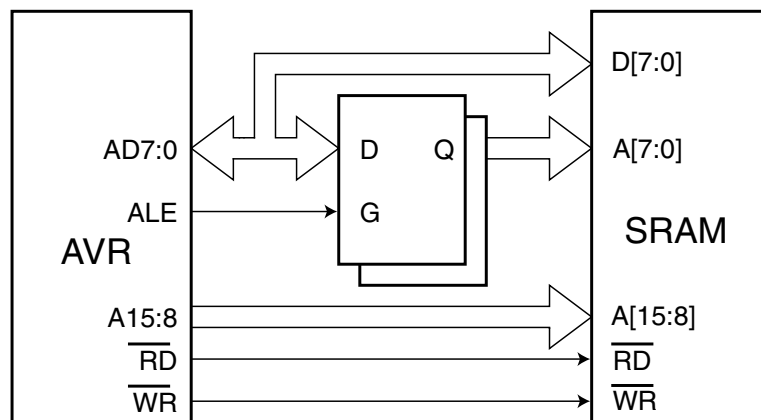 D[7:0]
AD7:0
D
Q
A[7:0]
ALE
G
AVR
SRAM
A15:8
A[15:8]
RD
RD
WR
WR